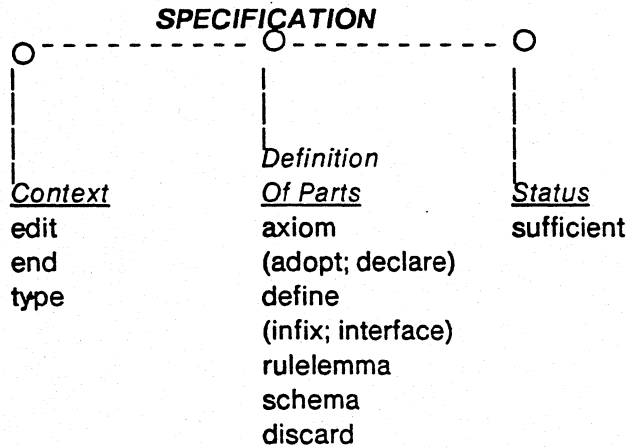 SPECIFICATION
Definition
Context Of Parts Status
edit axiom sufficient
end (adopt; declare)
type define
(infix; interface)
rulelemma
schema
discard